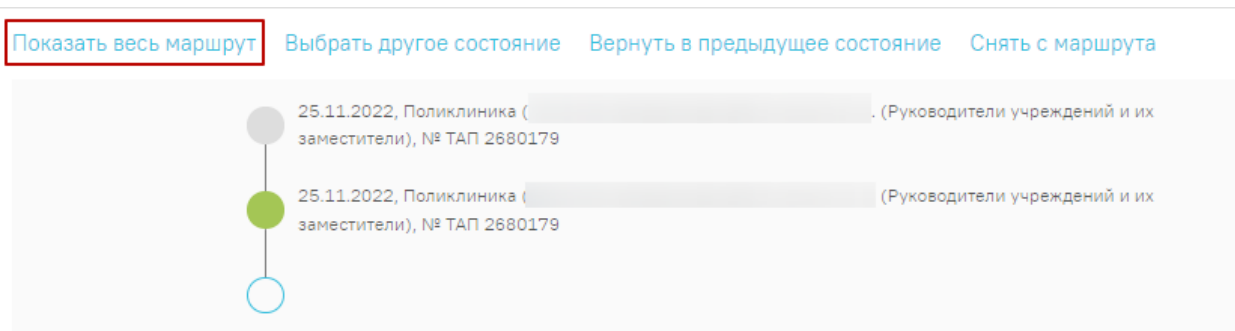 Показать весь маршрут Выбрать другое состояние Вернуть в предыдущее состояние Снять с маршрута
25.11.2022, Поликлиника ( . (Руководители учреждений и их
заместители), № ТАП 2680179
25.11.2022, Поликлиника ( (Руководители учреждений и их
заместители), № ТАП 2680179